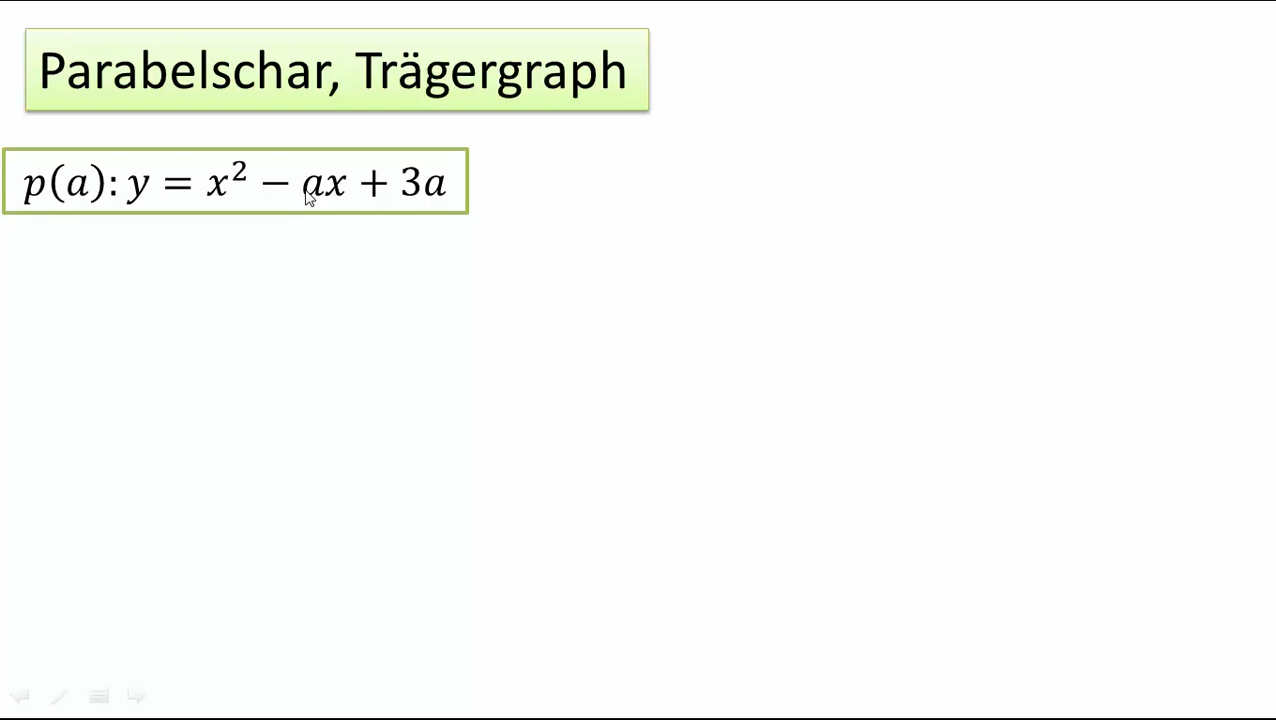 Parabelschar, Trägergraph
p(a): y = x² − ax + 3a